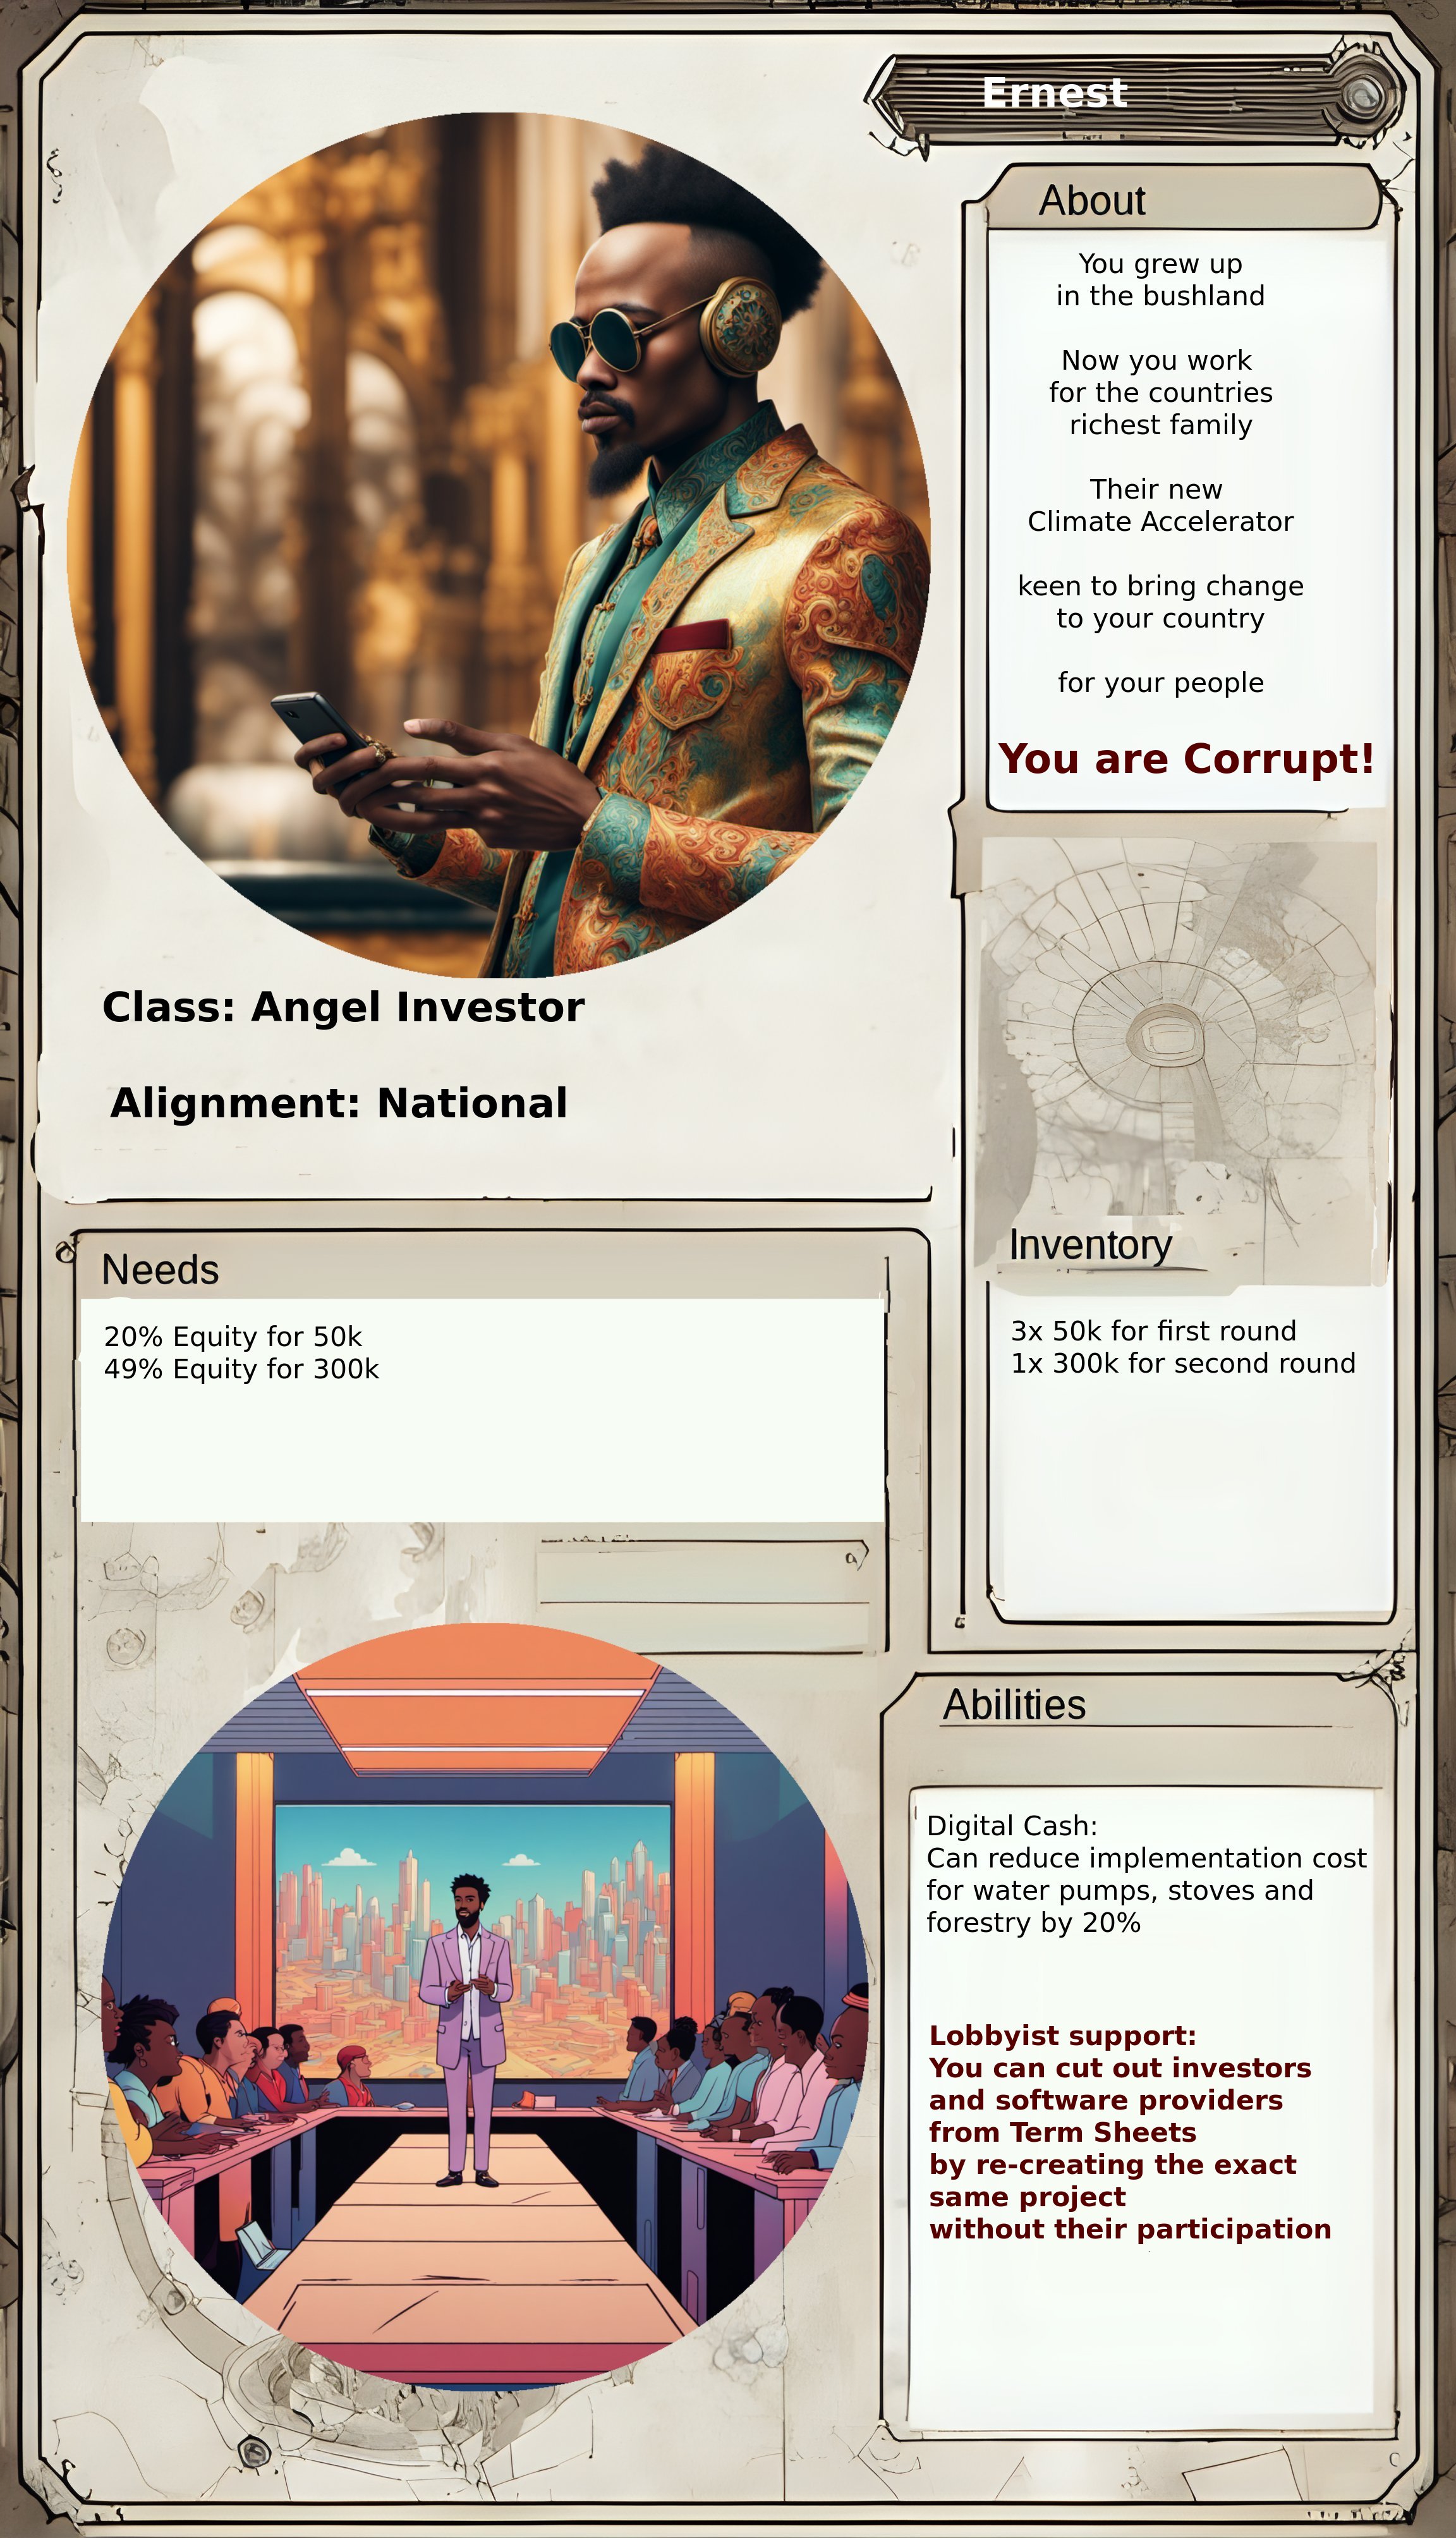 Ernest
About
You grew up
in the bushland
Now you work
for the countries
richest family
Their new
Climate Accelerator
keen to bring change
to your country
for your people
You are Corrupt!
Class: Angel Investor
Alignment: National
Needs
20% Equity for 50k
49% Equity for 300k
Inventory
3x 50k for first round
1x 300k for second round
Abilities
Digital Cash:
Can reduce implementation cost
for water pumps, stoves and
forestry by 20%
Lobbyist support:
You can cut out investors
and software providers
from Term Sheets
by re-creating the exact
same project
without their participation